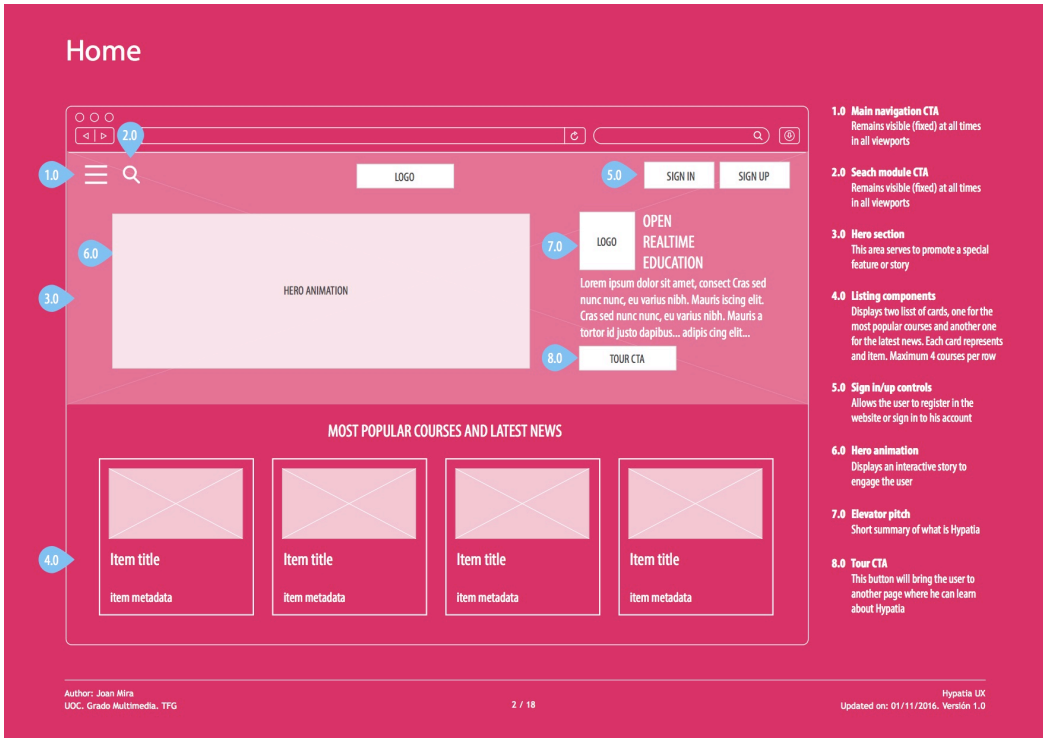 Home
2.0
1.0
LOGO
5.0
SIGN IN
SIGN UP
6.0
3.0
HERO ANIMATION
7.0
LOGO
OPEN
REALTIME
EDUCATION
Lorem ipsum dolor sit amet, consect Cras sed
nunc nunc, eu varius nibh. Mauris iscing elit.
Cras sed nunc nunc, eu varius nibh. Mauris a
tortor id justo dapibus... adipis cing elit...
8.0
TOUR CTA
MOST POPULAR COURSES AND LATEST NEWS
4.0
Item title
item metadata
Item title
item metadata
Item title
item metadata
Item title
item metadata
1.0 Main navigation CTA
Remains visible (fixed) at all times
in all viewports
2.0 Seach module CTA
Remains visible (fixed) at all times
in all viewports
3.0 Hero section
This area serves to promote a special
feature or story
4.0 Listing components
Displays two lisst of cards, one for the
most popular courses and another one
for the latest news. Each card represents
and item. Maximum 4 courses per row
5.0 Sign in/up controls
Allows the user to register in the
website or sign in to his account
6.0 Hero animation
Displays an interactive story to
engage the user
7.0 Elevator pitch
Short summary of what is Hypatia
8.0 Tour CTA
This button will bring the user to
another page where he can learn
about Hypatia
Author: Joan Mira
UOC. Grado Multimedia. TFG
2 / 18
Hypatia UX
Updated on: 01/11/2016. Versión 1.0